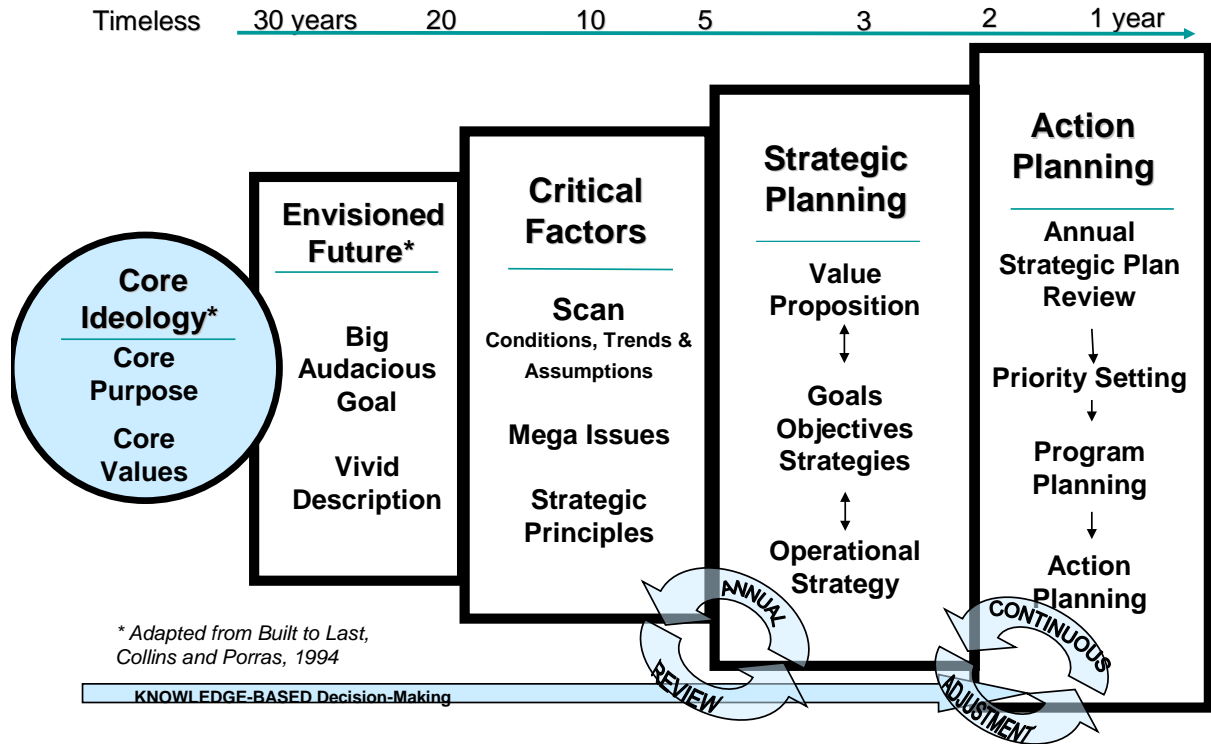 Timeless 30 years 20 10 5 3 2 1 year
Core
Ideology*
Core
Purpose
Core
Values
Envisioned
Future*
Big
Audacious
Goal
Vivid
Description
Critical
Factors
Scan
Conditions, Trends &
Assumptions
Mega Issues
Strategic
Principles
Strategic
Planning
Value
Proposition
Goals
Objectives
Strategies
Operational
Strategy
Action
Planning
Annual
Strategic Plan
Review
Priority Setting
Program
Planning
Action
Planning
ANNUAL
REVIEW
CONTINUOUS
ADJUSTMENT
* Adapted from Built to Last,
Collins and Porras, 1994
KNOWLEDGE-BASED Decision-Making